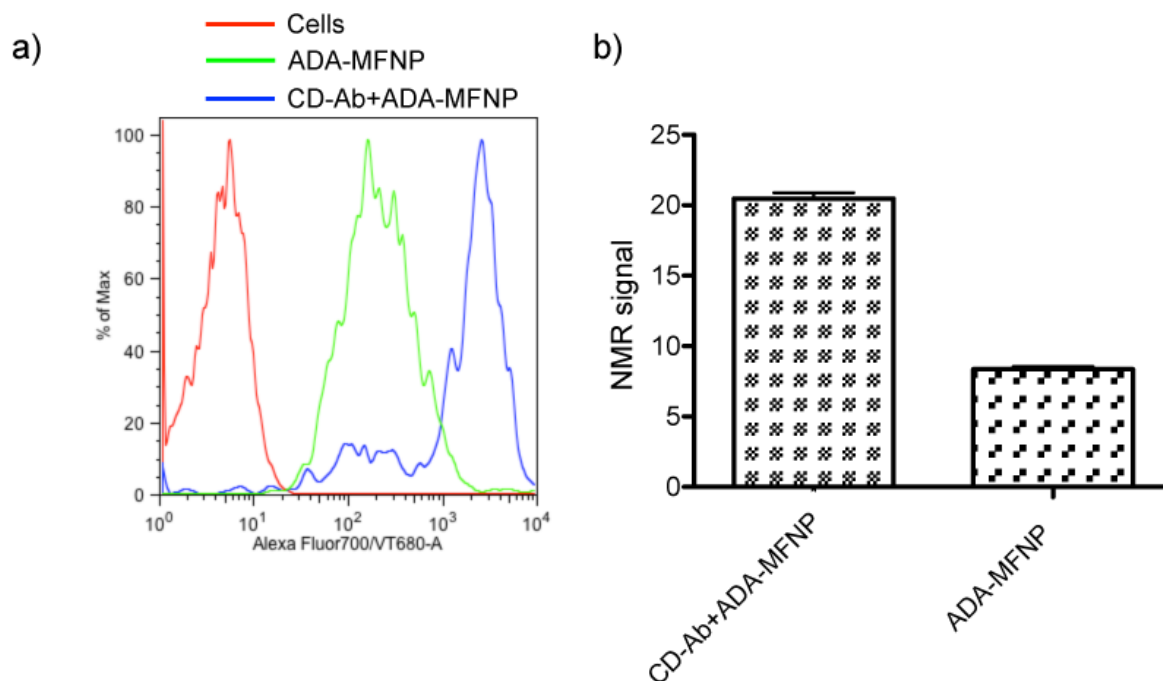 a)
Cells
ADA-MFNP
CD-Ab+ADA-MFNP
% of Max
100
80
60
40
20
0
10^0 10^1 10^2 10^3 10^4
Alexa Fluor700/VT680-A
b)
NMR signal
25
20
15
10
5
0
CD-Ab+ADA-MFNP
ADA-MFNP